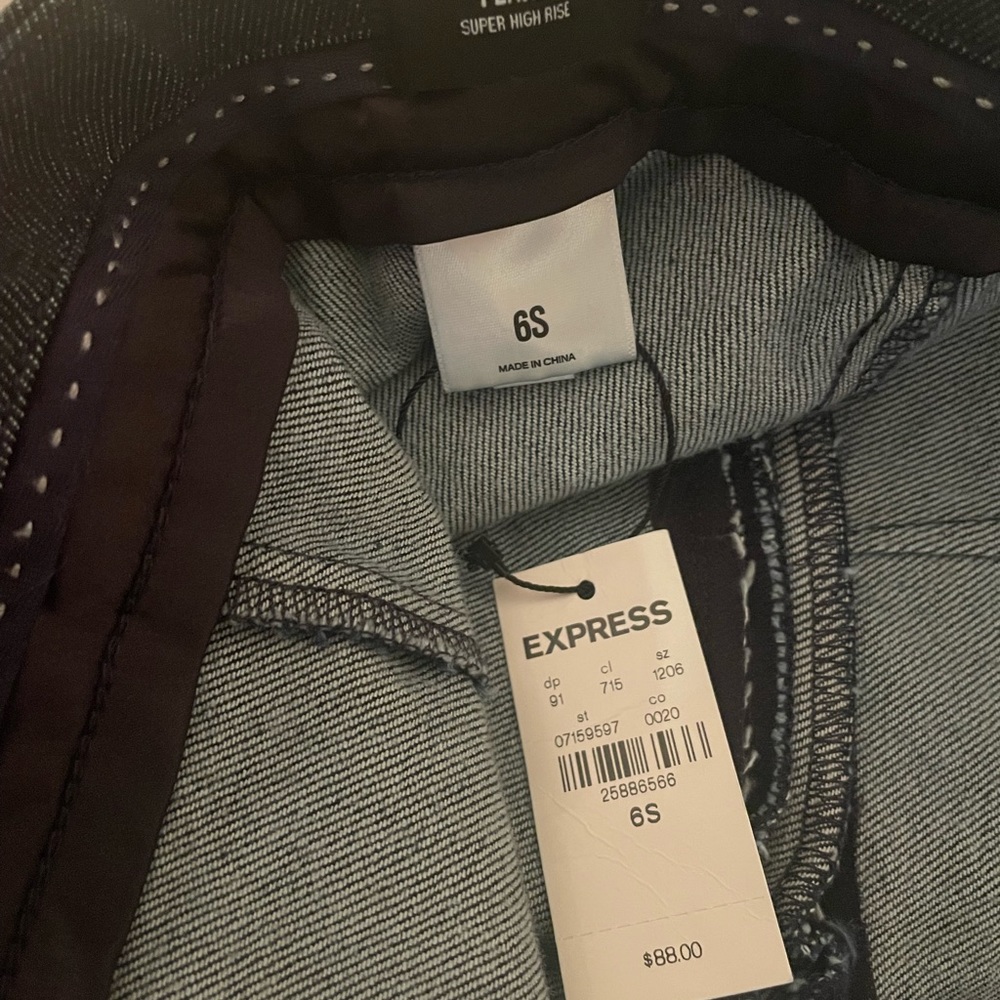 SUPER HIGH RISE
6S
MADE IN CHINA
EXPRESS
dp cl sz
91 715 1206
st co
07159597 0020
25886566
6S
$88.00